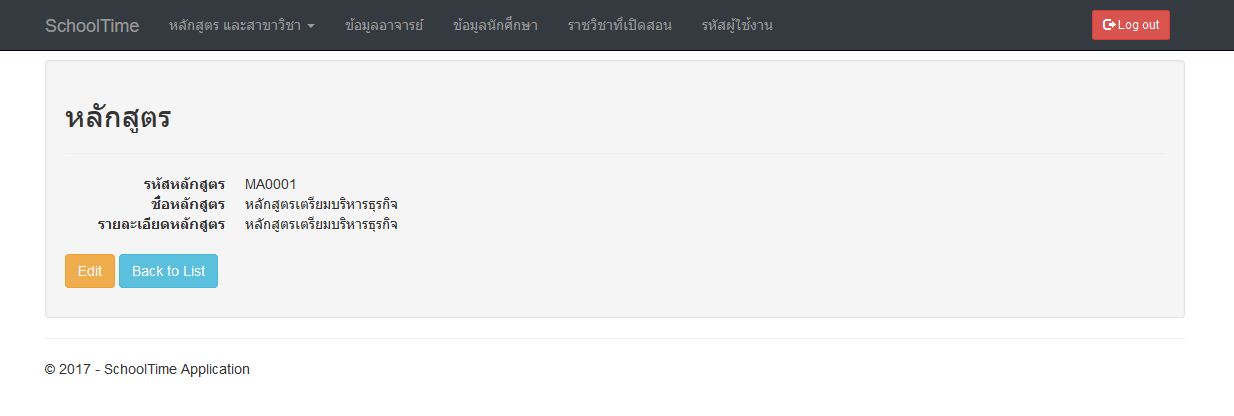 SchoolTime หลักสูตร และสาขาวิชา ข้อมูลอาจารย์ ข้อมูลนักศึกษา ราชวิชาที่เปิดสอน รหัสผู้ใช้งาน Log out
หลักสูตร
รหัสหลักสูตร MA0001
ชื่อหลักสูตร หลักสูตรเตรียมบริหารธุรกิจ
รายละเอียดหลักสูตร หลักสูตรเตรียมบริหารธุรกิจ
Edit Back to List
© 2017 - SchoolTime Application